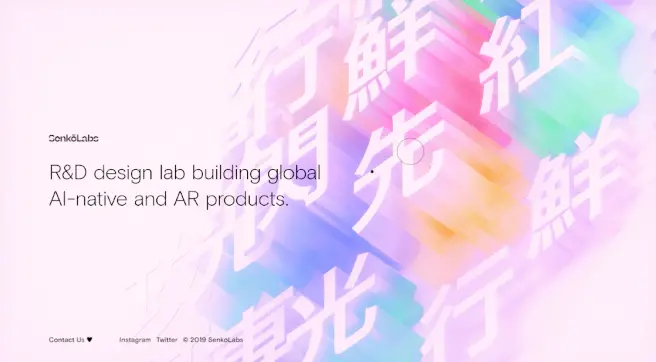 行
鮮
紅
閃
先
鮮
光
行
SenkōLabs
R&D design lab building global
AI-native and AR products.
Contact Us ♥ Instagram Twitter © 2019 SenkōLabs